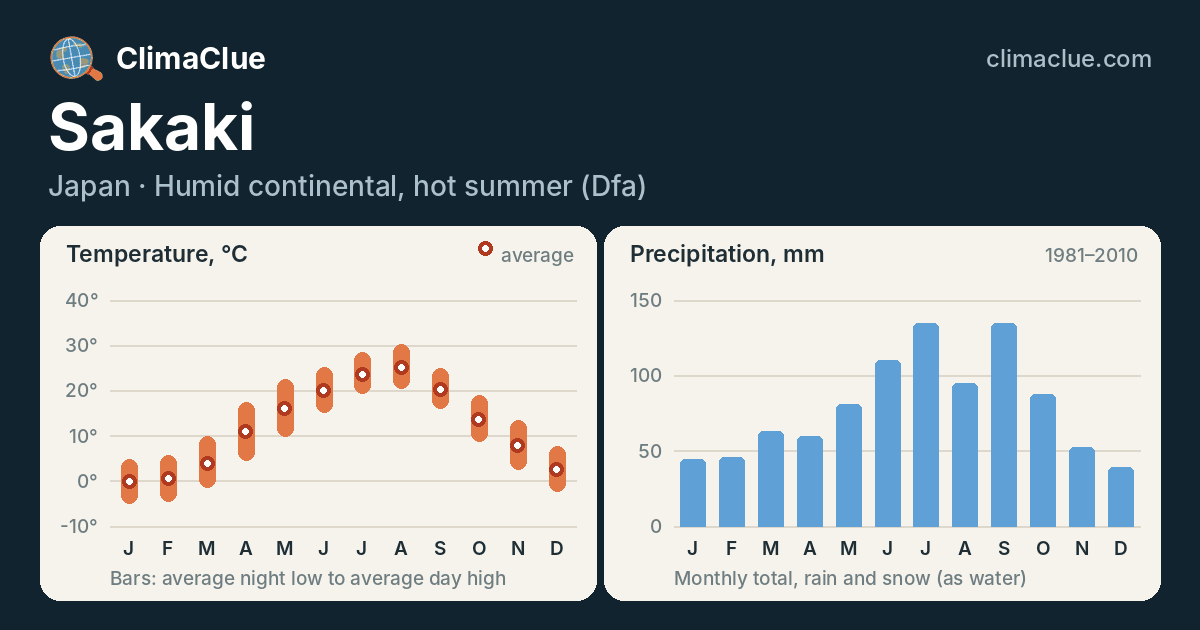 ClimaClue
climaclue.com
Sakaki
Japan · Humid continental, hot summer (Dfa)
Temperature, °C
average
40°
30°
20°
10°
0°
-10°
J F M A M J J A S O N D
Bars: average night low to average day high
Precipitation, mm
1981–2010
150
100
50
0
J F M A M J J A S O N D
Monthly total, rain and snow (as water)